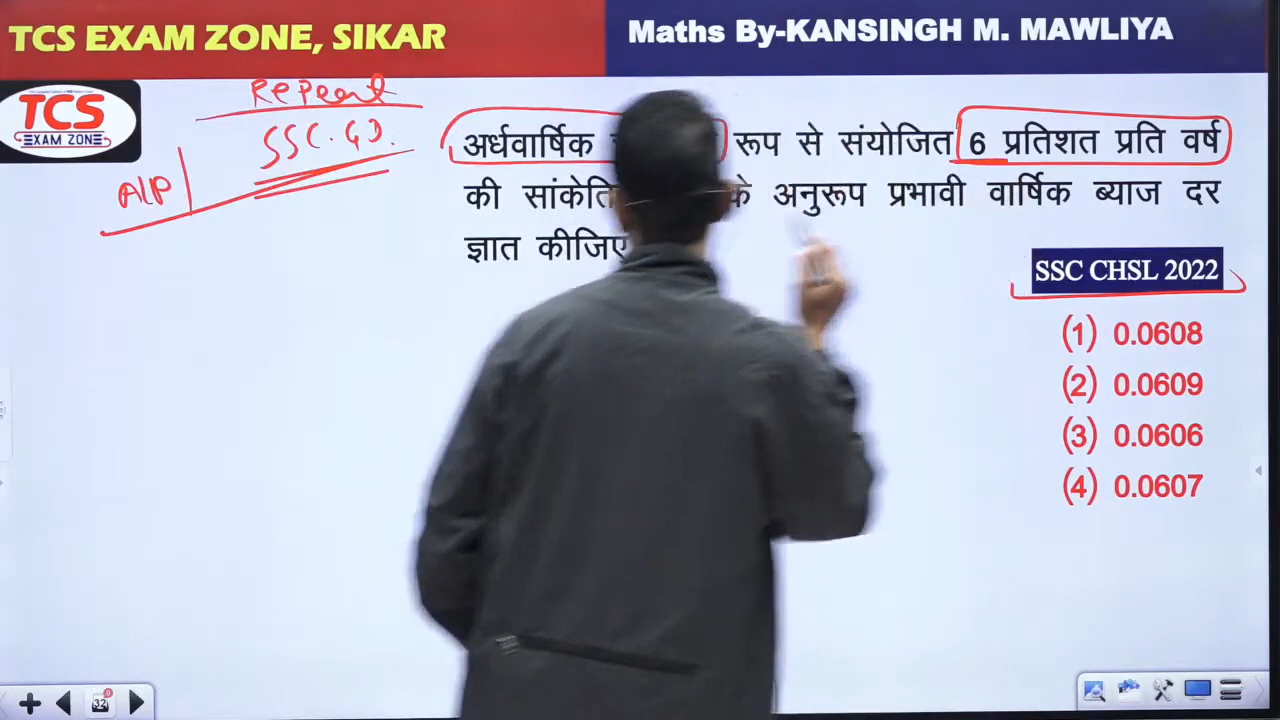 TCS EXAM ZONE, SIKAR
Maths By-KANSINGH M. MAWLIYA
TCS
EXAM ZONE
Repeat
SSC.GD.
अर्धवार्षिक रूप से संयोजित 6 प्रतिशत प्रति वर्ष
की के अनुरूप प्रभावी वार्षिक ब्याज दर
ज्ञात कीजिए
SSC CHSL 2022
(1) 0.0608
(2) 0.0609
(3) 0.0606
(4) 0.0607
32